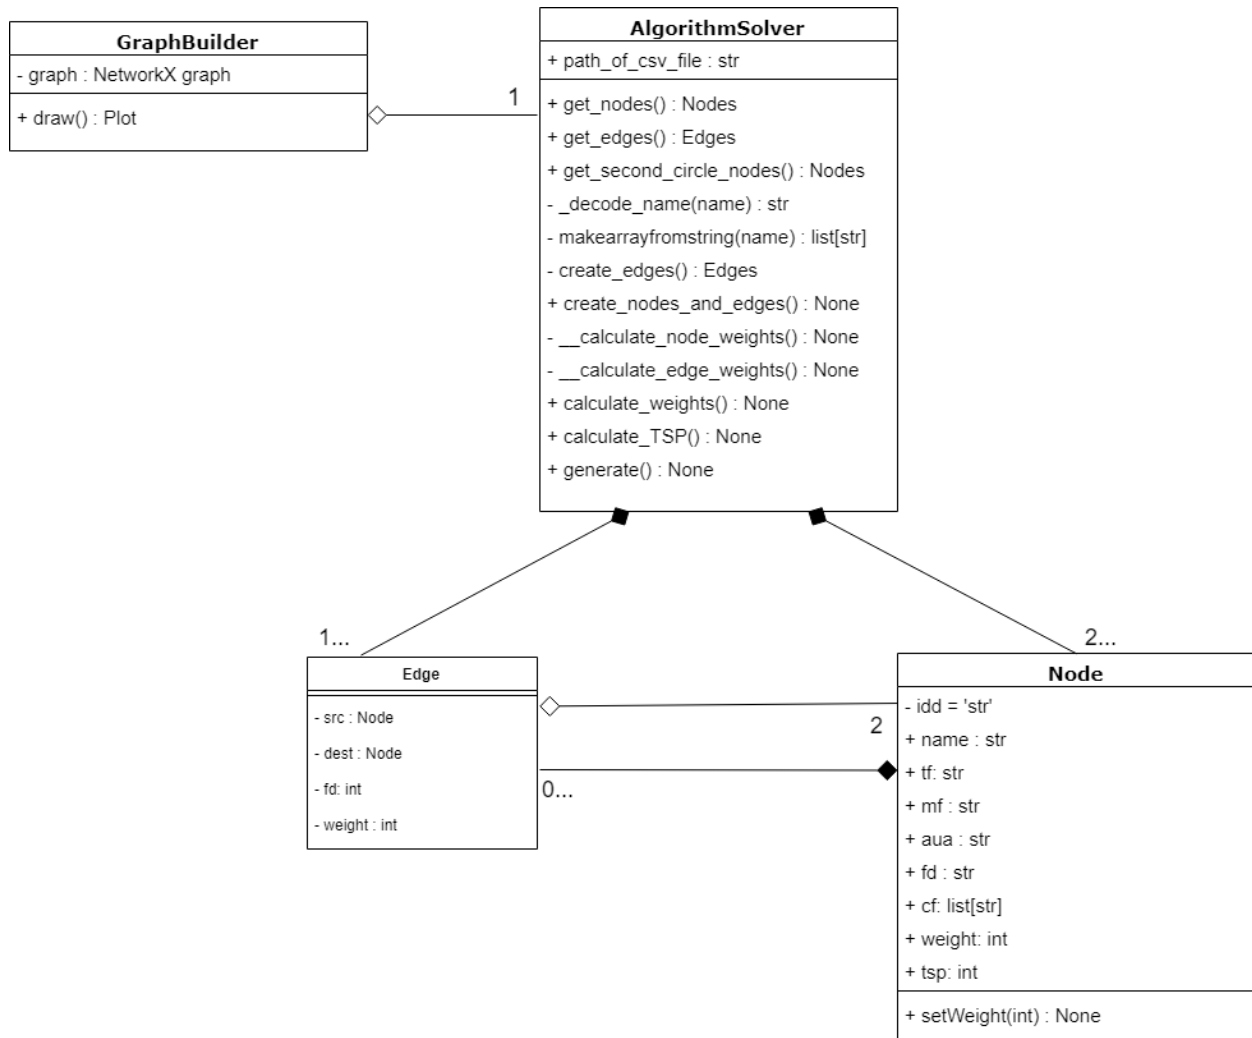 GraphBuilder
- graph : NetworkX graph
+ draw() : Plot
1
AlgorithmSolver
+ path_of_csv_file : str
+ get_nodes() : Nodes
+ get_edges() : Edges
+ get_second_circle_nodes() : Nodes
- _decode_name(name) : str
- makearrayfromstring(name) : list[str]
- create_edges() : Edges
+ create_nodes_and_edges() : None
- __calculate_node_weights() : None
- __calculate_edge_weights() : None
+ calculate_weights() : None
+ calculate_TSP() : None
+ generate() : None
1...
2...
Edge
- src : Node
- dest : Node
- fd: int
- weight : int
2
0...
Node
- idd = 'str'
+ name : str
+ tf: str
+ mf : str
+ aua : str
+ fd : str
+ cf: list[str]
+ weight: int
+ tsp: int
+ setWeight(int) : None